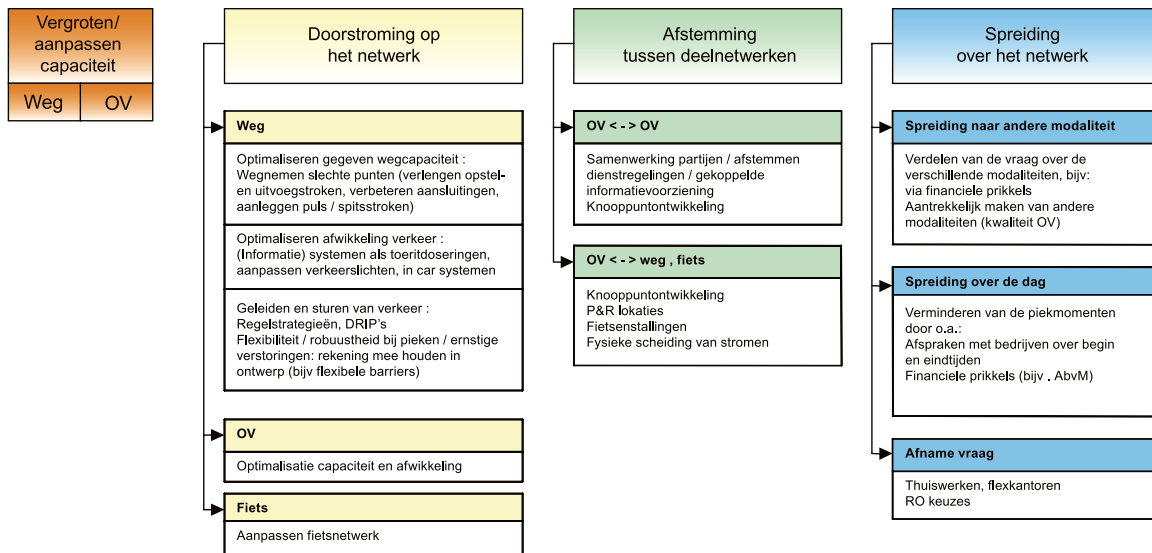 Vergroten/
aanpassen
capaciteit
Weg
OV
Doorstroming op
het netwerk
Weg
Optimaliseren gegeven wegcapaciteit :
Wegnemen slechte punten (verlengen opstel-
en uitvoegstroken, verbeteren aansluitingen,
aanleggen puls / spitsstroken)
Optimaliseren afwikkeling verkeer :
(Informatie) systemen als toeritdoseringen,
aanpassen verkeerslichten, in car systemen
Geleiden en sturen van verkeer :
Regelstrategieën, DRIP's
Flexibiliteit / robuustheid bij pieken / ernstige
verstoringen: rekening mee houden in
ontwerp (bijv flexibele barriers)
OV
Optimalisatie capaciteit en afwikkeling
Fiets
Aanpassen fietsnetwerk
Afstemming
tussen deelnetwerken
OV < - > OV
Samenwerking partijen / afstemmen
dienstregelingen / gekoppelde
informatievoorziening
Knooppuntontwikkeling
OV < - > weg , fiets
Knooppuntontwikkeling
P&R lokaties
Fietsenstallingen
Fysieke scheiding van stromen
Spreiding
over het netwerk
Spreiding naar andere modaliteit
Verdelen van de vraag over de
verschillende modaliteiten, bijv:
via financiele prikkels
Aantrekkelijk maken van andere
modaliteiten (kwaliteit OV)
Spreiding over de dag
Verminderen van de piekmomenten
door o.a.:
Afspraken met bedrijven over begin
en eindtijden
Financiele prikkels (bijv . AbvM)
Afname vraag
Thuiswerken, flexkantoren
RO keuzes